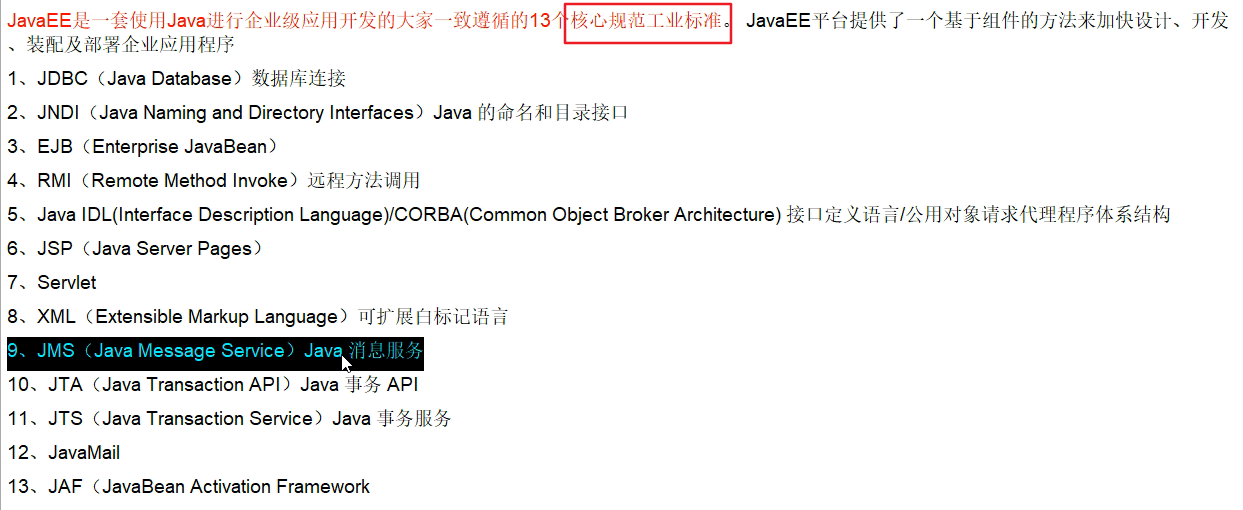 JavaEE是一套使用Java进行企业级应用开发的大家一致遵循的13个核心规范工业标准。 JavaEE平台提供了一个基于组件的方法来加快设计、开发
、装配及部署企业应用程序
1、JDBC（Java Database）数据库连接
2、JNDI（Java Naming and Directory Interfaces）Java 的命名和目录接口
3、EJB（Enterprise JavaBean）
4、RMI（Remote Method Invoke）远程方法调用
5、Java IDL(Interface Description Language)/CORBA(Common Object Broker Architecture) 接口定义语言/公用对象请求代理程序体系结构
6、JSP（Java Server Pages）
7、Servlet
8、XML（Extensible Markup Language）可扩展白标记语言
9、JMS（Java Message Service）Java 消息服务
10、JTA（Java Transaction API）Java 事务 API
11、JTS（Java Transaction Service）Java 事务服务
12、JavaMail
13、JAF（JavaBean Activation Framework